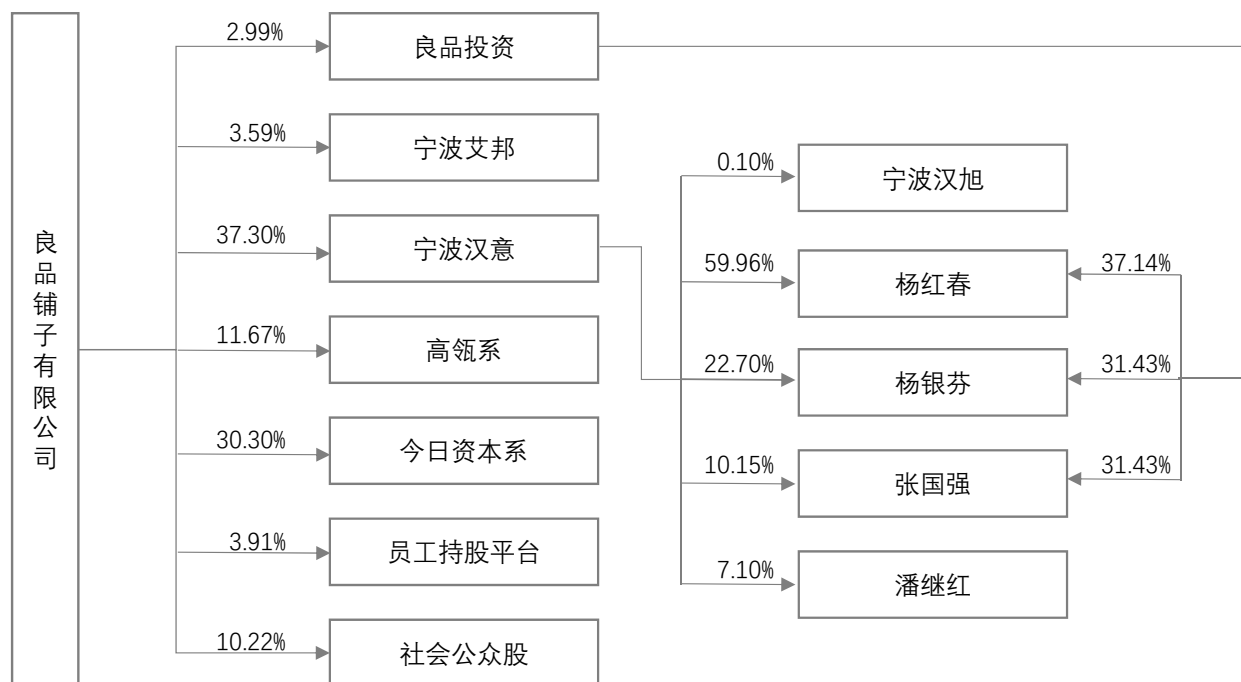 良品铺子有限公司
2.99%
良品投资
3.59%
宁波艾邦
37.30%
宁波汉意
11.67%
高瓴系
30.30%
今日资本系
3.91%
员工持股平台
10.22%
社会公众股
0.10%
宁波汉旭
59.96%
杨红春
37.14%
22.70%
杨银芬
31.43%
10.15%
张国强
31.43%
7.10%
潘继红